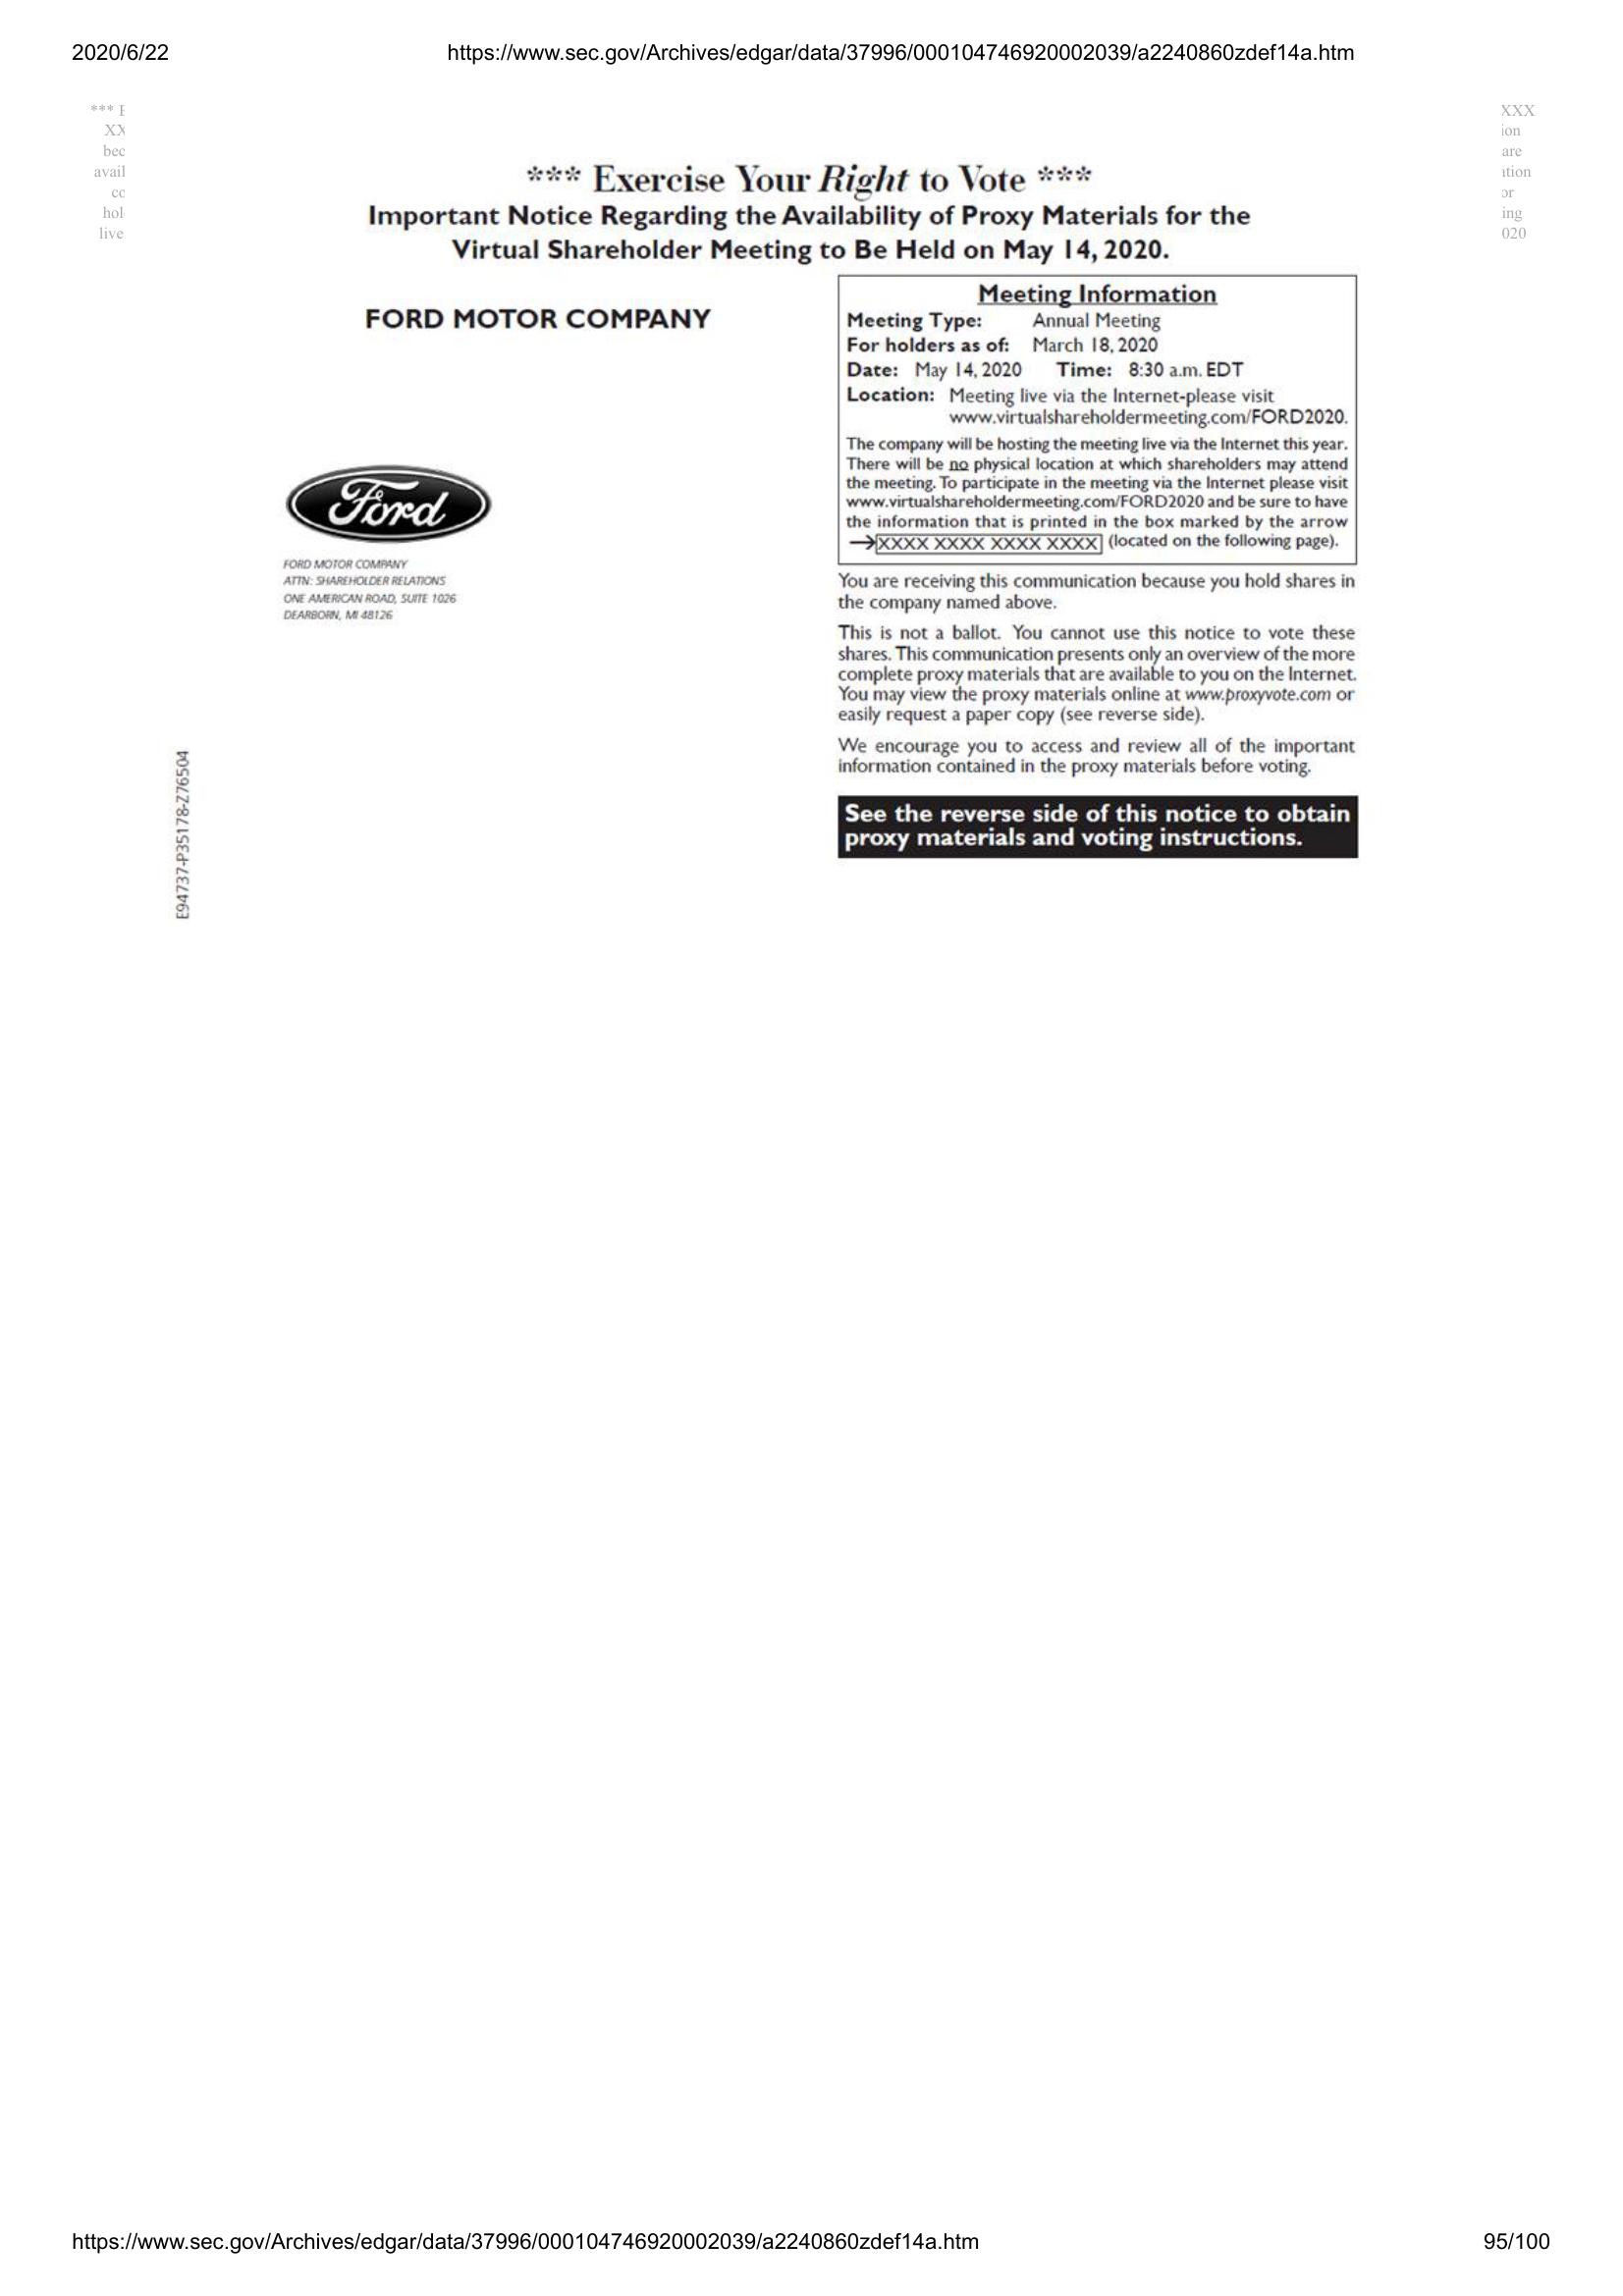 2020/6/22
https://www.sec.gov/Archives/edgar/data/37996/000104746920002039/a2240860zdef14a.htm
*** Exercise Your Right to Vote ***
Important Notice Regarding the Availability of Proxy Materials for the
Virtual Shareholder Meeting to Be Held on May 14, 2020.
FORD MOTOR COMPANY
Ford
FORD MOTOR COMPANY
ATTN: SHAREHOLDER RELATIONS
ONE AMERICAN ROAD, SUITE 1026
DEARBORN, MI 48126
E94737-P35178-Z76504
Meeting Information
Meeting Type: Annual Meeting
For holders as of: March 18, 2020
Date: May 14, 2020 Time: 8:30 a.m. EDT
Location: Meeting live via the Internet-please visit
www.virtualshareholdermeeting.com/FORD2020.
The company will be hosting the meeting live via the Internet this year.
There will be no physical location at which shareholders may attend
the meeting. To participate in the meeting via the Internet please visit
www.virtualshareholdermeeting.com/FORD2020 and be sure to have
the information that is printed in the box marked by the arrow
→XXXX XXXX XXXX XXXX (located on the following page).
You are receiving this communication because you hold shares in
the company named above.
This is not a ballot. You cannot use this notice to vote these
shares. This communication presents only an overview of the more
complete proxy materials that are available to you on the Internet.
You may view the proxy materials online at www.proxyvote.com or
easily request a paper copy (see reverse side).
We encourage you to access and review all of the important
information contained in the proxy materials before voting.
See the reverse side of this notice to obtain
proxy materials and voting instructions.
https://www.sec.gov/Archives/edgar/data/37996/000104746920002039/a2240860zdef14a.htm
95/100